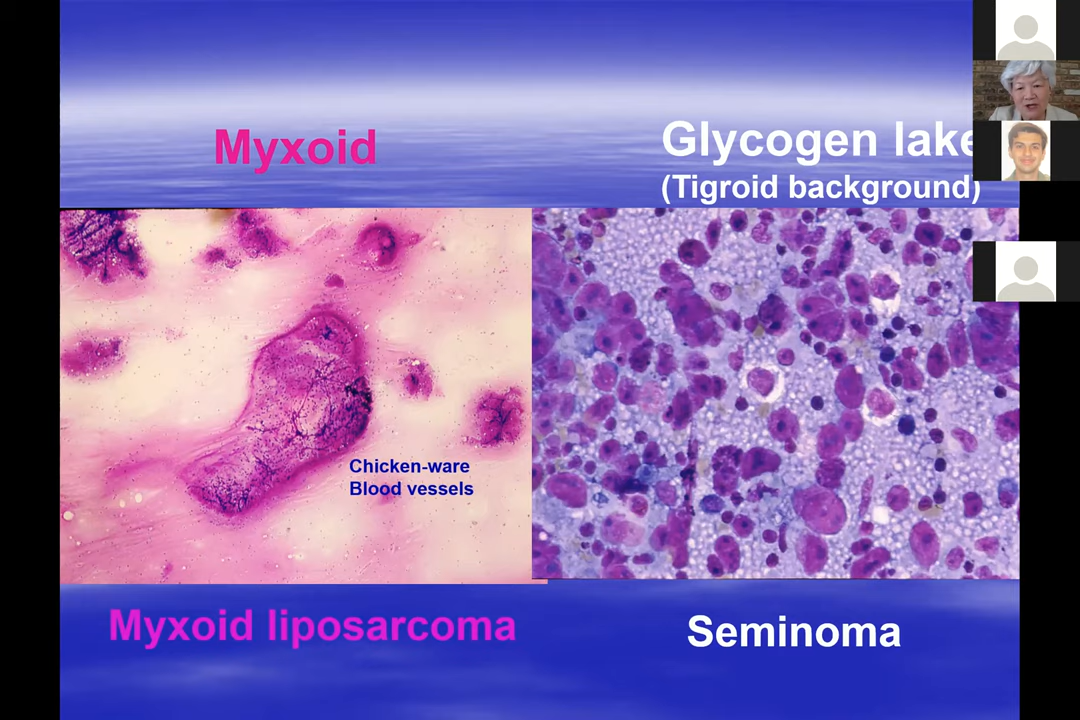 Myxoid
Glycogen lake
(Tigroid background)
Chicken-ware
Blood vessels
Myxoid liposarcoma
Seminoma